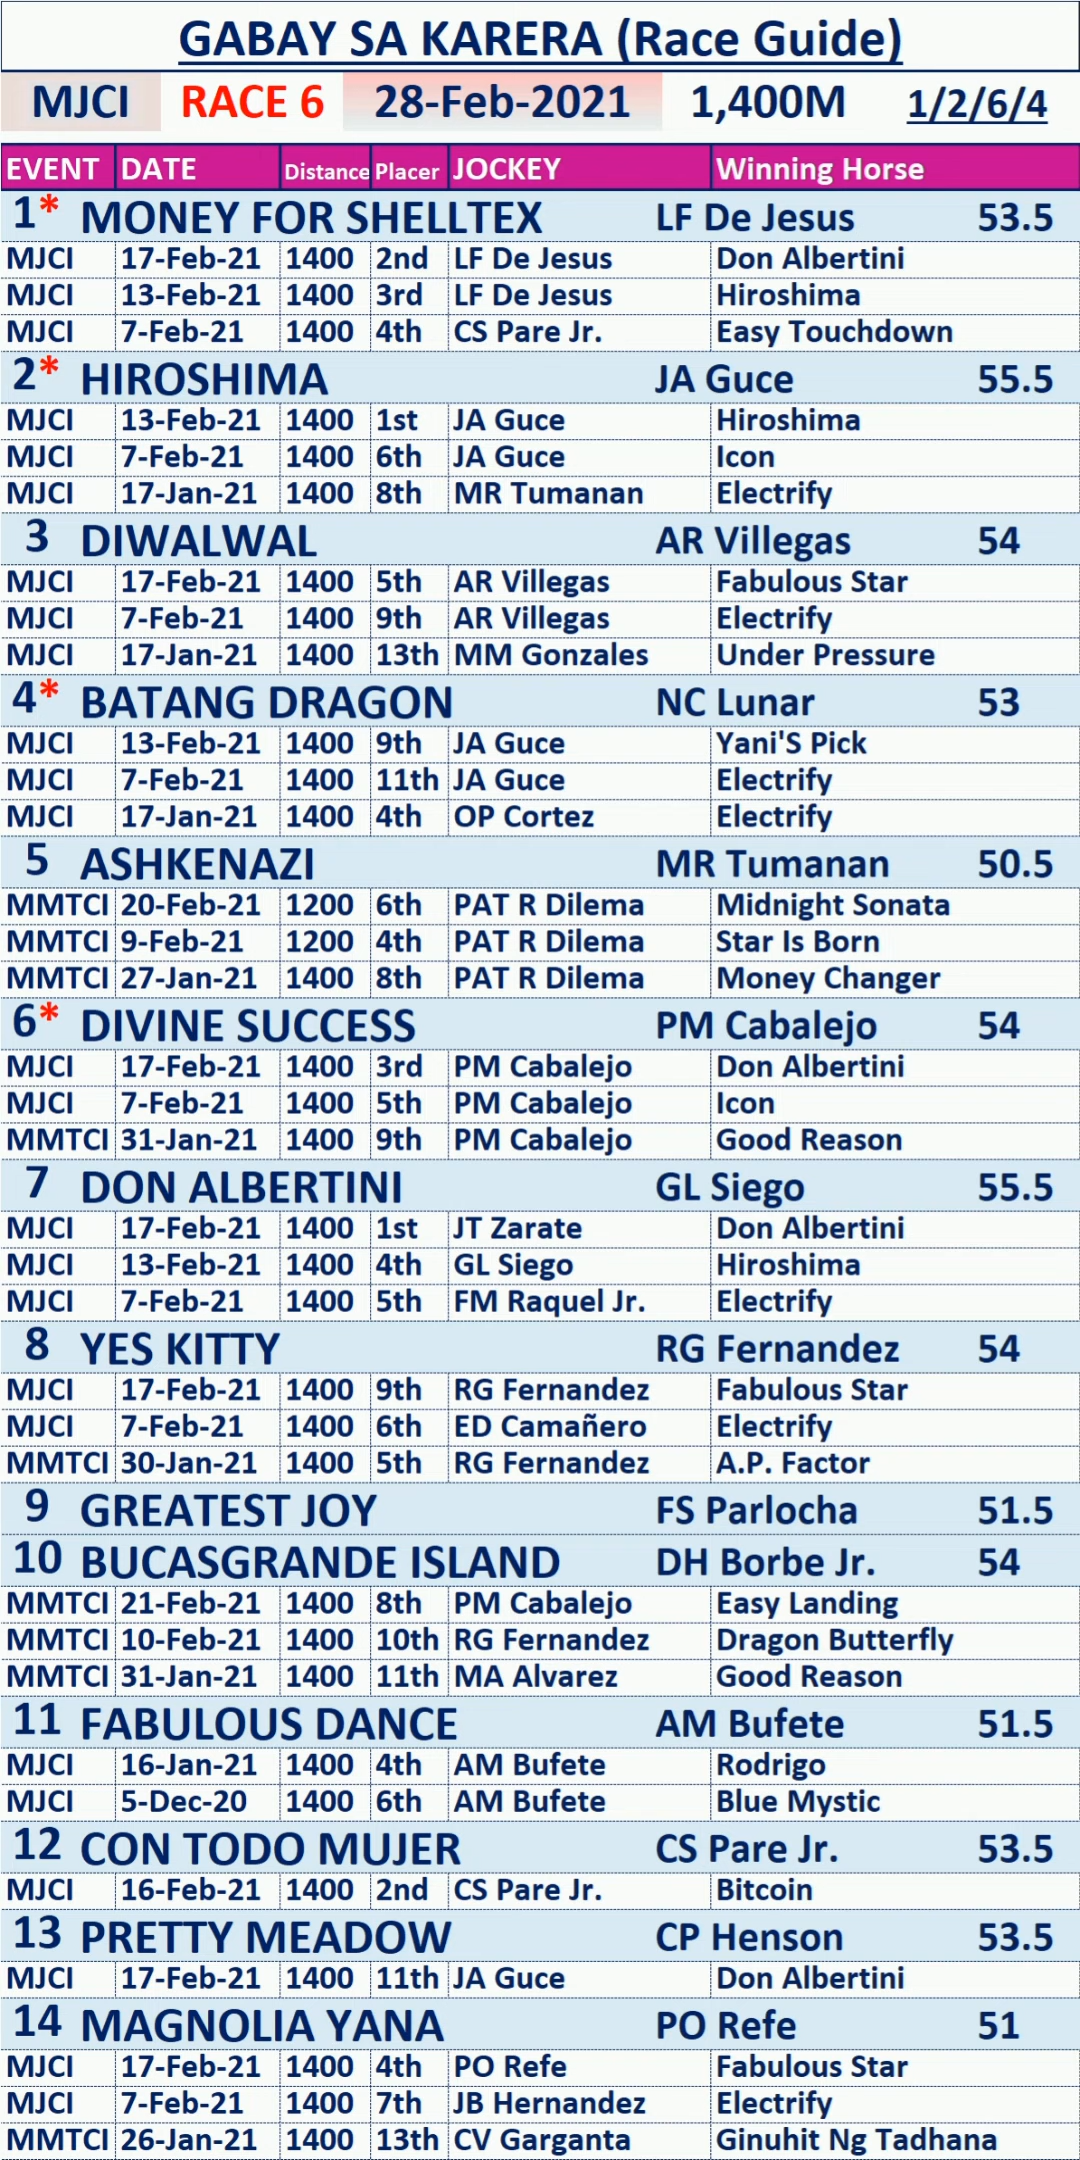 GABAY SA KARERA (Race Guide)
MJCI RACE 6 28-Feb-2021 1,400M 1/2/6/4
EVENT DATE Distance Placer JOCKEY Winning Horse
1* MONEY FOR SHELLTEX LF De Jesus 53.5
MJCI 17-Feb-21 1400 2nd LF De Jesus Don Albertini
MJCI 13-Feb-21 1400 3rd LF De Jesus Hiroshima
MJCI 7-Feb-21 1400 4th CS Pare Jr. Easy Touchdown
2* HIROSHIMA JA Guce 55.5
MJCI 13-Feb-21 1400 1st JA Guce Hiroshima
MJCI 7-Feb-21 1400 6th JA Guce Icon
MJCI 17-Jan-21 1400 8th MR Tumanan Electrify
3 DIWALWAL AR Villegas 54
MJCI 17-Feb-21 1400 5th AR Villegas Fabulous Star
MJCI 7-Feb-21 1400 9th AR Villegas Electrify
MJCI 17-Jan-21 1400 13th MM Gonzales Under Pressure
4* BATANG DRAGON NC Lunar 53
MJCI 13-Feb-21 1400 9th JA Guce Yani'S Pick
MJCI 7-Feb-21 1400 11th JA Guce Electrify
MJCI 17-Jan-21 1400 4th OP Cortez Electrify
5 ASHKENAZI MR Tumanan 50.5
MMTCI 20-Feb-21 1200 6th PAT R Dilema Midnight Sonata
MMTCI 9-Feb-21 1200 4th PAT R Dilema Star Is Born
MMTCI 27-Jan-21 1400 8th PAT R Dilema Money Changer
6* DIVINE SUCCESS PM Cabalejo 54
MJCI 17-Feb-21 1400 3rd PM Cabalejo Don Albertini
MJCI 7-Feb-21 1400 5th PM Cabalejo Icon
MMTCI 31-Jan-21 1400 9th PM Cabalejo Good Reason
7 DON ALBERTINI GL Siego 55.5
MJCI 17-Feb-21 1400 1st JT Zarate Don Albertini
MJCI 13-Feb-21 1400 4th GL Siego Hiroshima
MJCI 7-Feb-21 1400 5th FM Raquel Jr. Electrify
8 YES KITTY RG Fernandez 54
MJCI 17-Feb-21 1400 9th RG Fernandez Fabulous Star
MJCI 7-Feb-21 1400 6th ED Camañero Electrify
MMTCI 30-Jan-21 1400 5th RG Fernandez A.P. Factor
9 GREATEST JOY FS Parlocha 51.5
10 BUCASGRANDE ISLAND DH Borbe Jr. 54
MMTCI 21-Feb-21 1400 8th PM Cabalejo Easy Landing
MMTCI 10-Feb-21 1400 10th RG Fernandez Dragon Butterfly
MMTCI 31-Jan-21 1400 11th MA Alvarez Good Reason
11 FABULOUS DANCE AM Bufete 51.5
MJCI 16-Jan-21 1400 4th AM Bufete Rodrigo
MJCI 5-Dec-20 1400 6th AM Bufete Blue Mystic
12 CON TODO MUJER CS Pare Jr. 53.5
MJCI 16-Feb-21 1400 2nd CS Pare Jr. Bitcoin
13 PRETTY MEADOW CP Henson 53.5
MJCI 17-Feb-21 1400 11th JA Guce Don Albertini
14 MAGNOLIA YANA PO Refe 51
MJCI 17-Feb-21 1400 4th PO Refe Fabulous Star
MJCI 7-Feb-21 1400 7th JB Hernandez Electrify
MMTCI 26-Jan-21 1400 13th CV Garganta Ginuhit Ng Tadhana